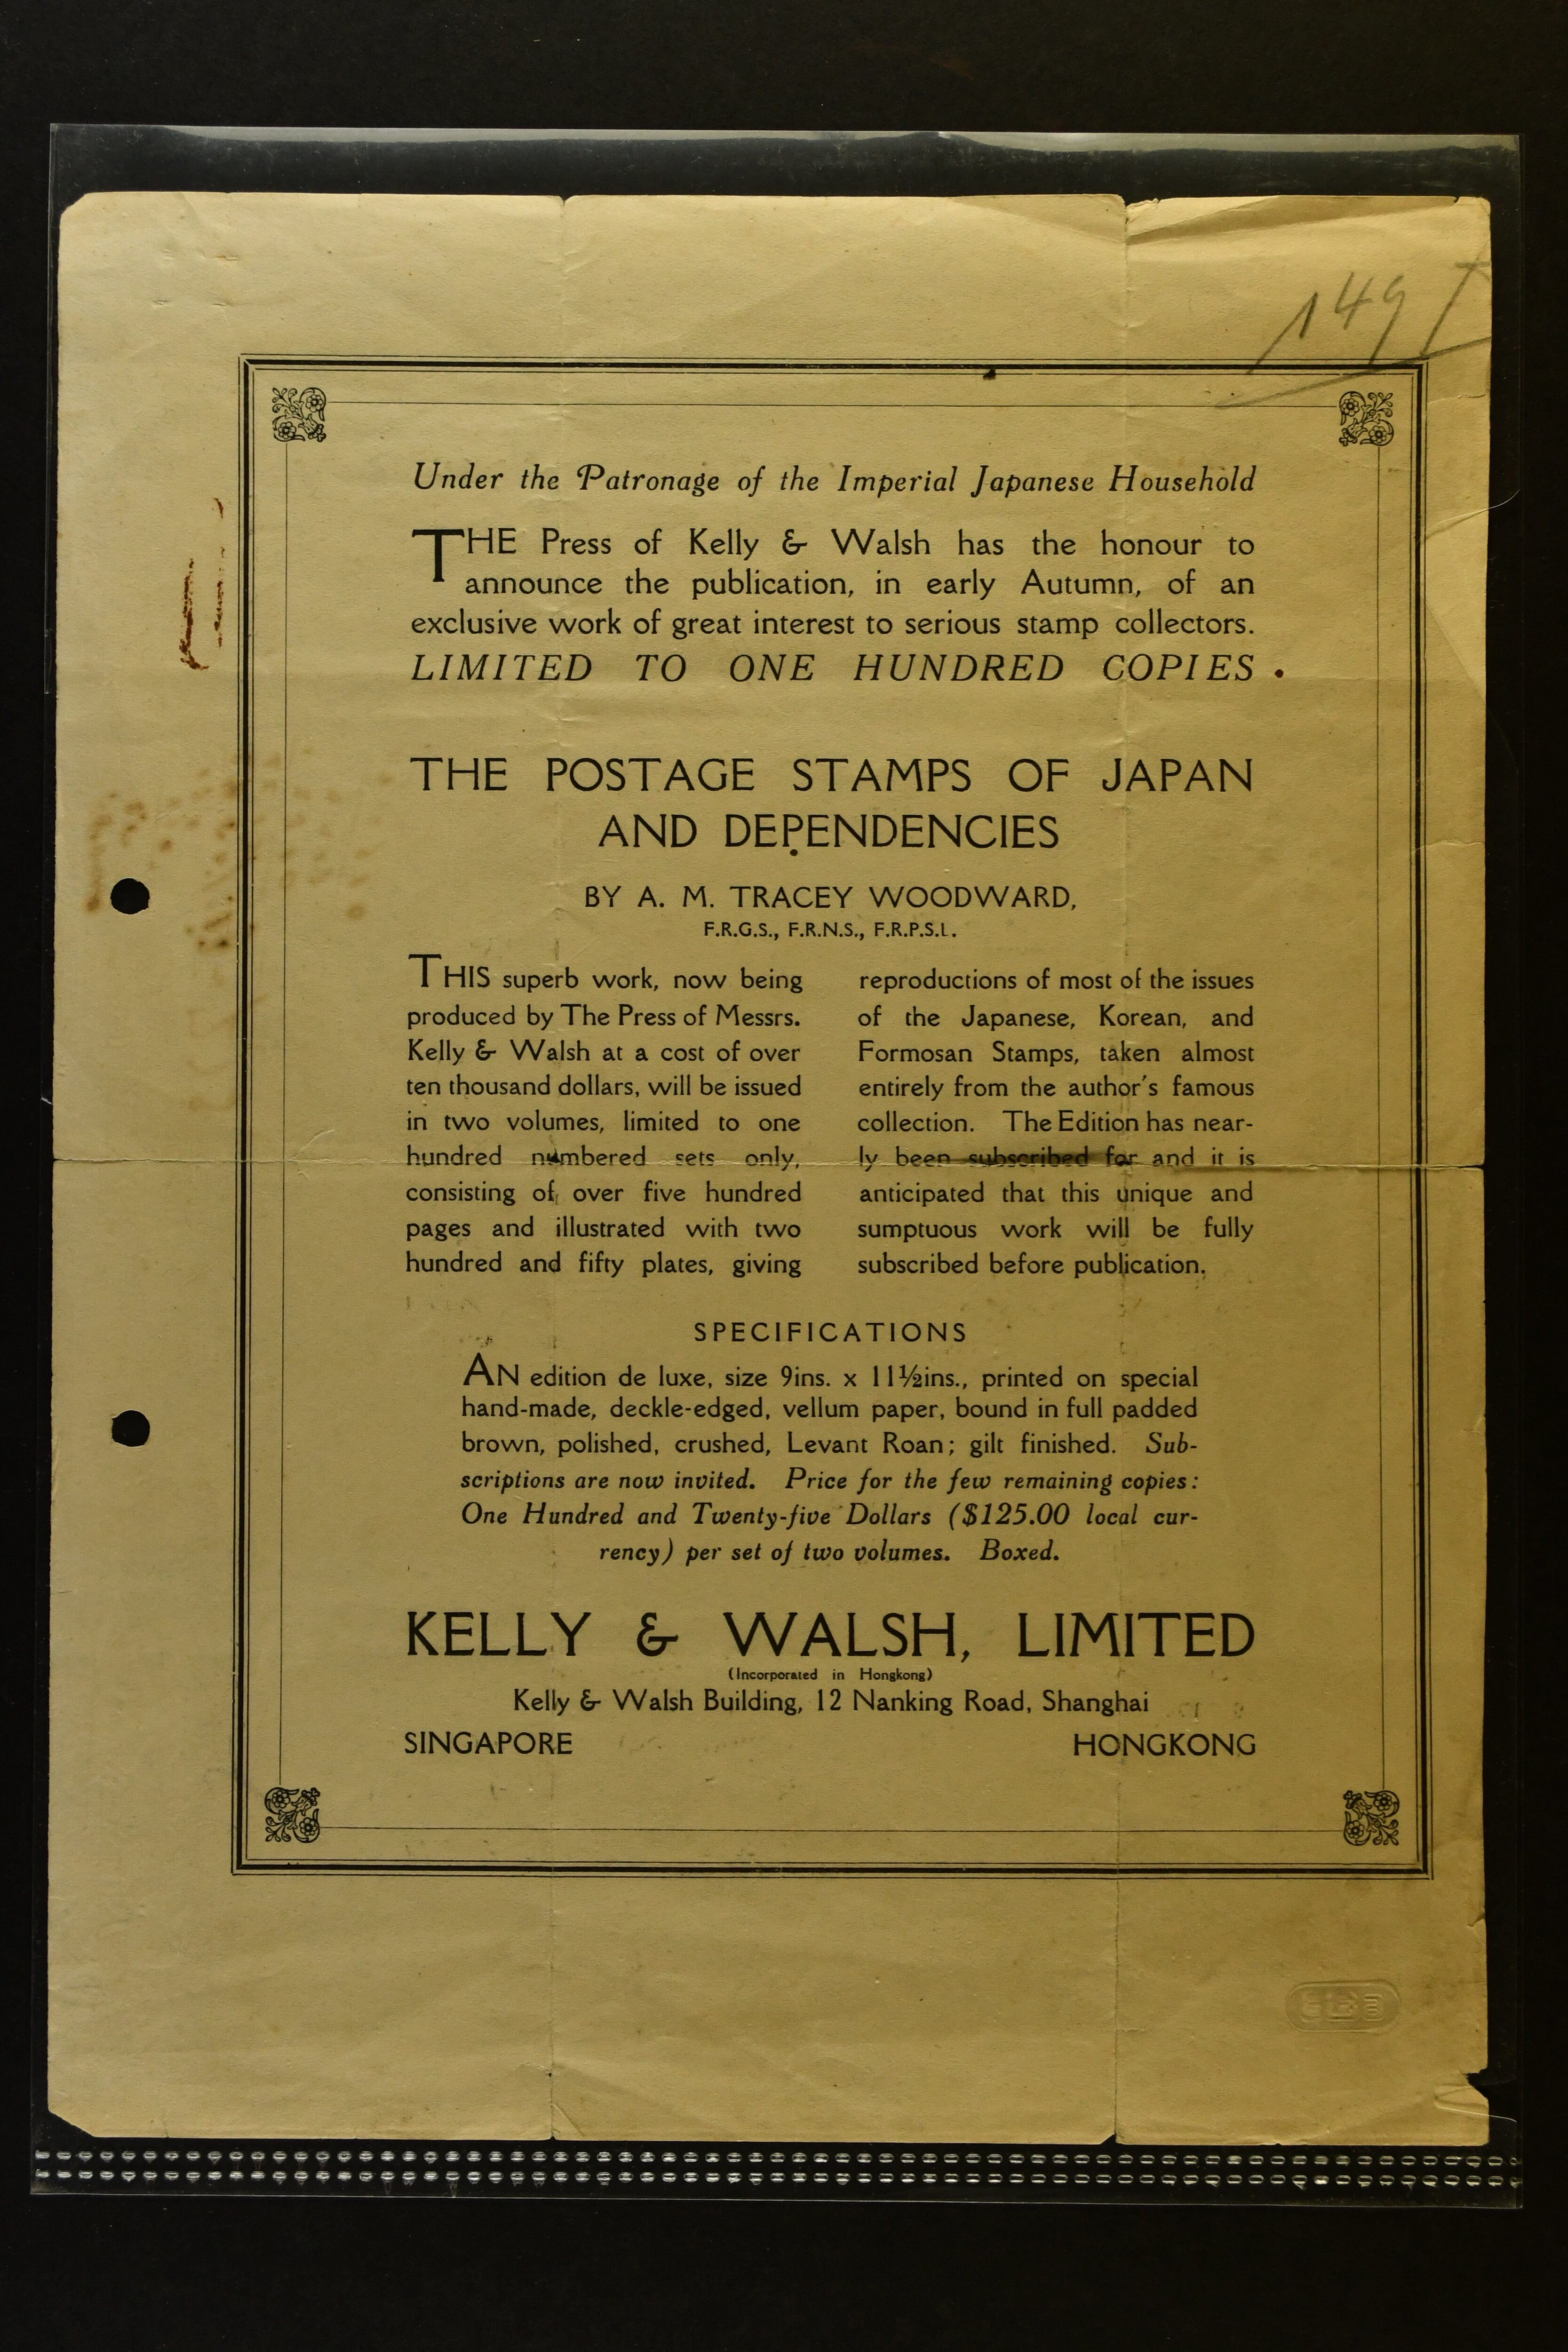 149
Under the Patronage of the Imperial Japanese Household
THE Press of Kelly & Walsh has the honour to
announce the publication, in early Autumn, of an
exclusive work of great interest to serious stamp collectors.
LIMITED TO ONE HUNDRED COPIES.
THE POSTAGE STAMPS OF JAPAN
AND DEPENDENCIES
BY A. M. TRACEY WOODWARD,
F.R.G.S., F.R.N.S., F.R.P.S.L.
THIS superb work, now being
produced by The Press of Messrs.
Kelly & Walsh at a cost of over
ten thousand dollars, will be issued
in two volumes, limited to one
hundred numbered sets only,
consisting of over five hundred
pages and illustrated with two
hundred and fifty plates, giving
reproductions of most of the issues
of the Japanese, Korean, and
Formosan Stamps, taken almost
entirely from the author's famous
collection. The Edition has near-
ly been subscribed for and it is
anticipated that this unique and
sumptuous work will be fully
subscribed before publication.
SPECIFICATIONS
AN edition de luxe, size 9ins. x 11½ins., printed on special
hand-made, deckle-edged, vellum paper, bound in full padded
brown, polished, crushed, Levant Roan; gilt finished. Sub-
scriptions are now invited. Price for the few remaining copies:
One Hundred and Twenty-five Dollars ($125.00 local cur-
rency) per set of two volumes. Boxed.
KELLY & WALSH, LIMITED
(Incorporated in Hongkong)
Kelly & Walsh Building, 12 Nanking Road, Shanghai
SINGAPORE HONGKONG